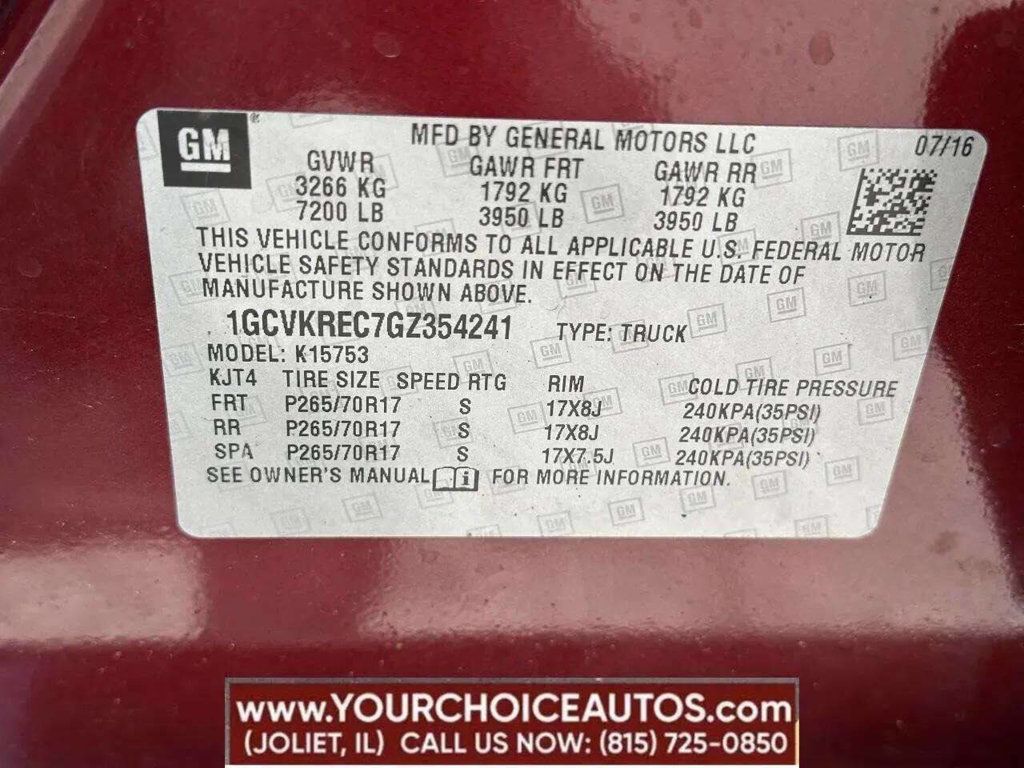 GM MFD BY GENERAL MOTORS LLC 07/16
GVWR GAWR FRT GAWR RR
3266 KG 1792 KG 1792 KG
7200 LB 3950 LB 3950 LB
THIS VEHICLE CONFORMS TO ALL APPLICABLE U.S. FEDERAL MOTOR
VEHICLE SAFETY STANDARDS IN EFFECT ON THE DATE OF
MANUFACTURE SHOWN ABOVE.
1GCVKREC7GZ354241 TYPE: TRUCK
MODEL: K15753
KJT4 TIRE SIZE SPEED RTG RIM COLD TIRE PRESSURE
FRT P265/70R17 S 17X8J 240KPA(35PSI)
RR P265/70R17 S 17X8J 240KPA(35PSI)
SPA P265/70R17 S 17X7.5J 240KPA(35PSI)
SEE OWNER'S MANUAL i FOR MORE INFORMATION.
www.YOURCHOICEAUTOS.com
(JOLIET, IL) CALL US NOW: (815) 725-0850